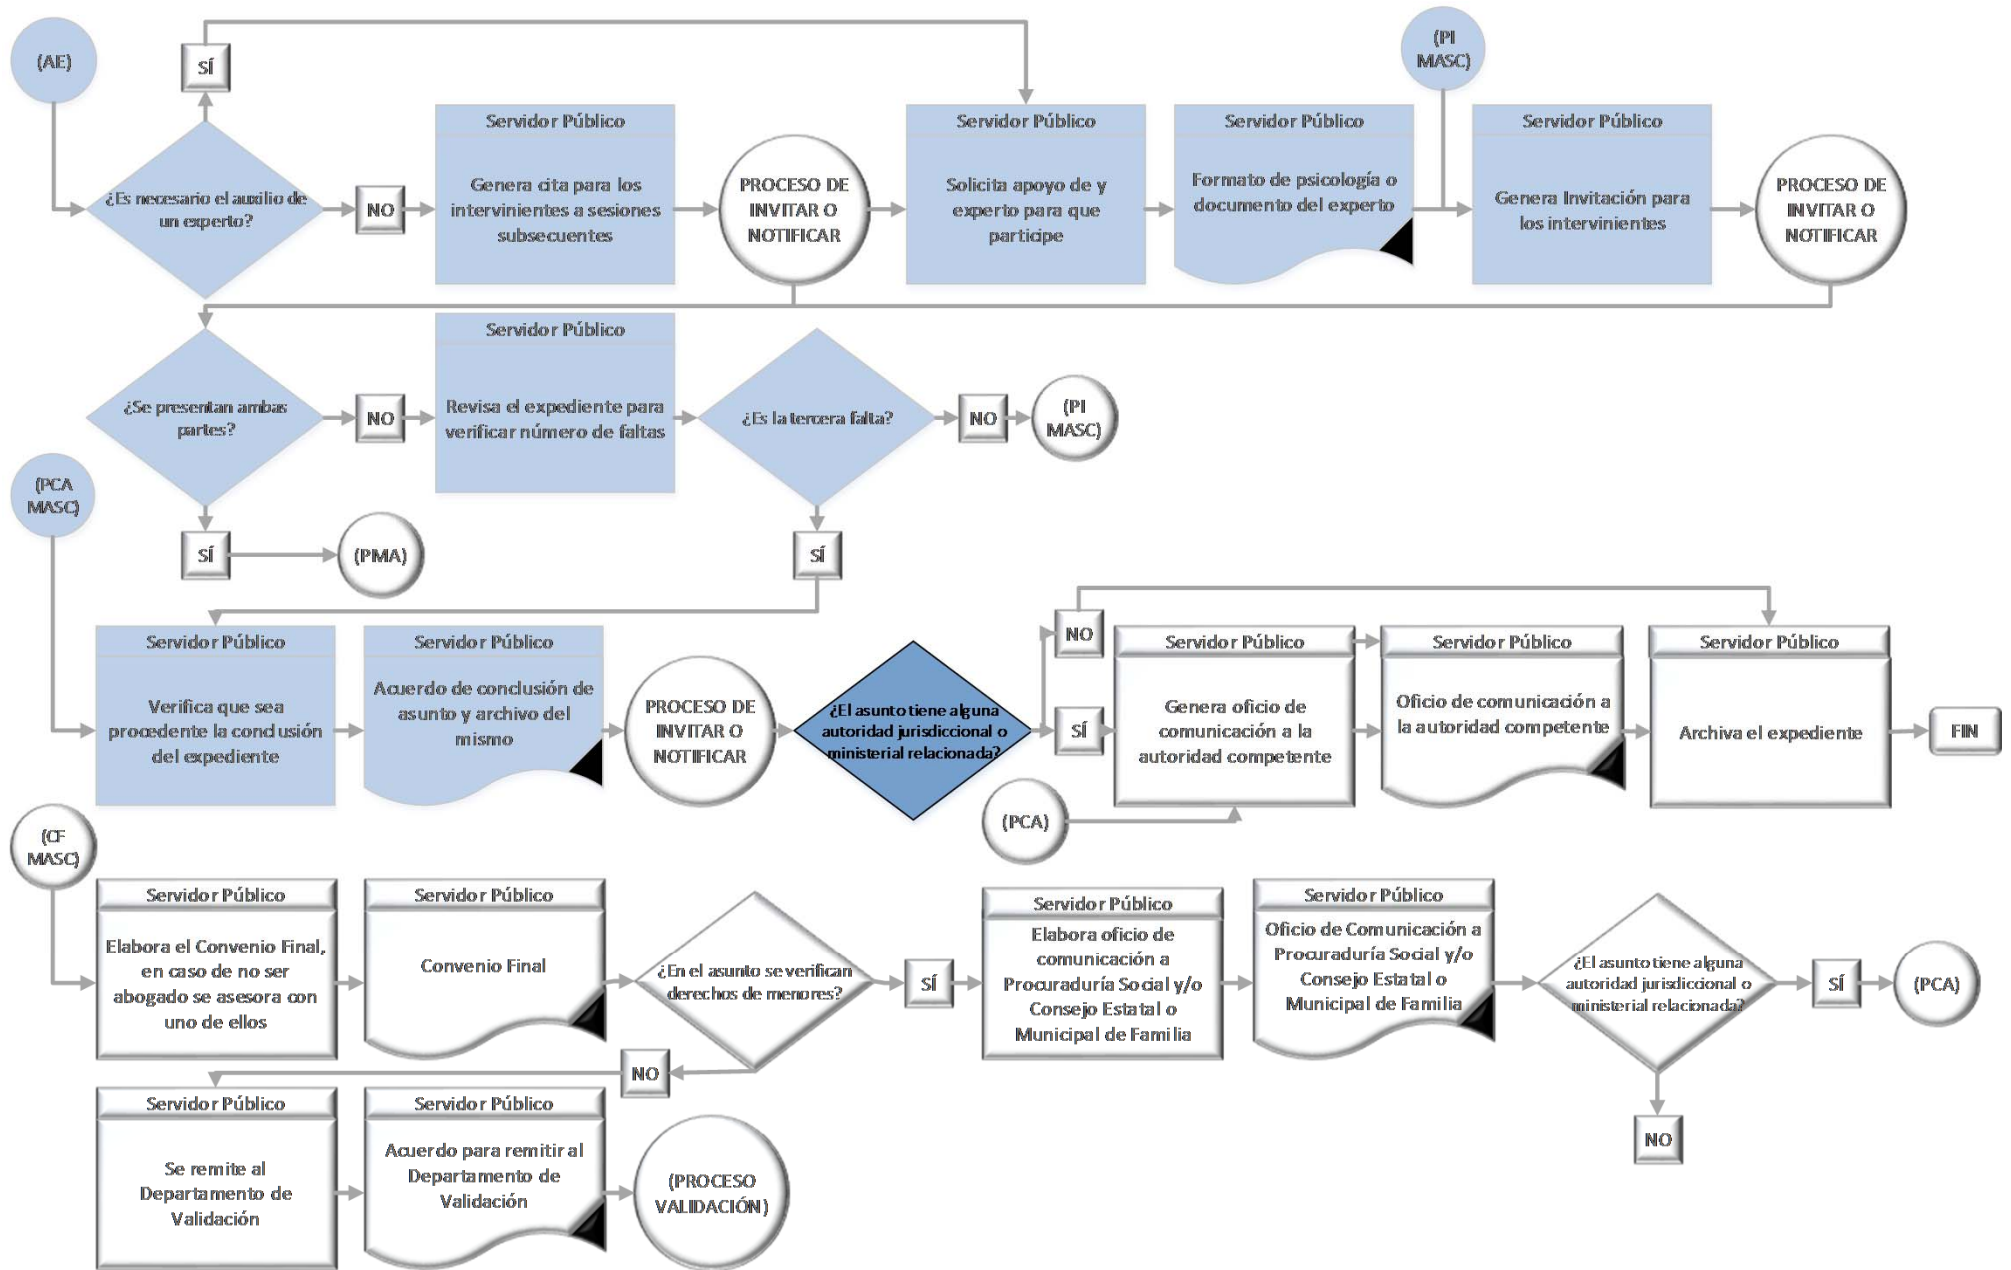 (AE)
SÍ
(PI
MASC)
¿Es necesario el auxilio de
un experto?
NO
Servidor Público
Genera cita para los
intervinientes a sesiones
subsecuentes
PROCESO DE
INVITAR O
NOTIFICAR
Servidor Público
Solicita apoyo de y
experto para que
participe
Servidor Público
Formato de psicología o
documento del experto
Servidor Público
Genera Invitación para
los intervinientes
PROCESO DE
INVITAR O
NOTIFICAR
¿Se presentan ambas
partes?
NO
Servidor Público
Revisa el expediente para
verificar número de faltas
¿Es la tercera falta?
NO
(PI
MASC)
(PCA
MASC)
SÍ
(PMA)
SÍ
Servidor Público
Verifica que sea
procedente la conclusión
del expediente
Servidor Público
Acuerdo de conclusión de
asunto y archivo del
mismo
PROCESO DE
INVITAR O
NOTIFICAR
¿El asunto tiene alguna
autoridad jurisdiccional o
ministerial relacionada?
NO
SÍ
Servidor Público
Genera oficio de
comunicación a la
autoridad competente
Servidor Público
Oficio de comunicación a
la autoridad competente
Servidor Público
Archiva el expediente
FIN
(PCA)
(CF
MASC)
Servidor Público
Elabora el Convenio Final,
en caso de no ser
abogado se asesora con
uno de ellos
Servidor Público
Convenio Final
¿En el asunto se verifican
derechos de menores?
SÍ
Servidor Público
Elabora oficio de
comunicación a
Procuraduría Social y/o
Consejo Estatal o
Municipal de Familia
Servidor Público
Oficio de Comunicación a
Procuraduría Social y/o
Consejo Estatal o
Municipal de Familia
¿El asunto tiene alguna
autoridad jurisdiccional o
ministerial relacionada?
SÍ
(PCA)
NO
NO
Servidor Público
Se remite al
Departamento de
Validación
Servidor Público
Acuerdo para remitir al
Departamento de
Validación
(PROCESO
VALIDACIÓN)